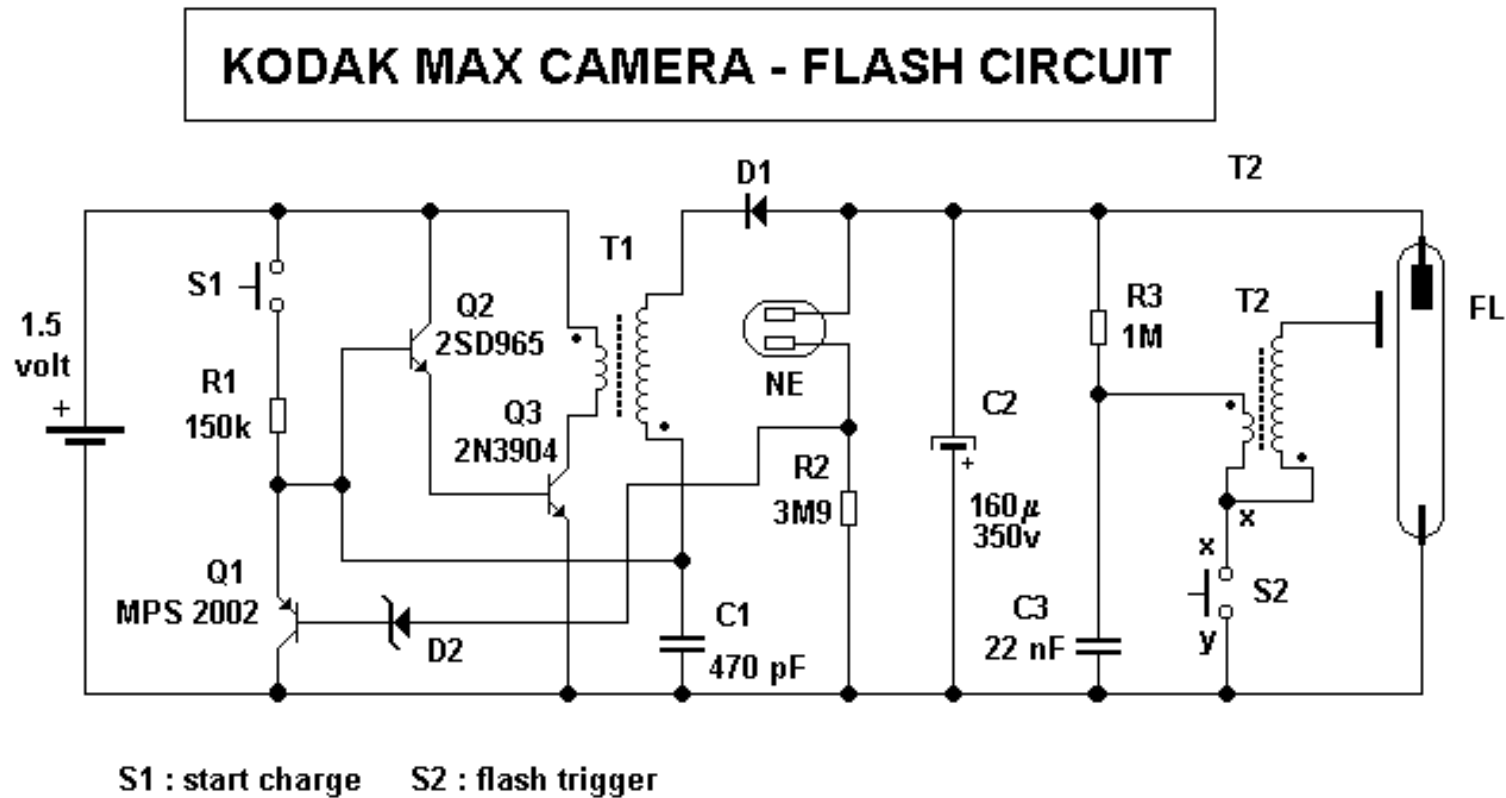 KODAK MAX CAMERA - FLASH CIRCUIT
D1
T2
T1
S1
Q2
2SD965
R3
1M
T2
FL
1.5
volt
+
R1
150k
NE
C2
Q3
2N3904
R2
3M9
+
160µ
350v
x
x
S2
y
Q1
MPS 2002
D2
C1
470 pF
C3
22 nF
S1 : start charge S2 : flash trigger